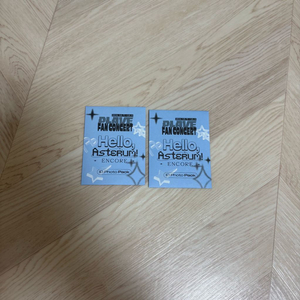 PLAVE
FAN CONCERT
Hello,
ASTERUM!
ENCORE
PLAVE
FAN CONCERT
Hello,
ASTERUM!
ENCORE